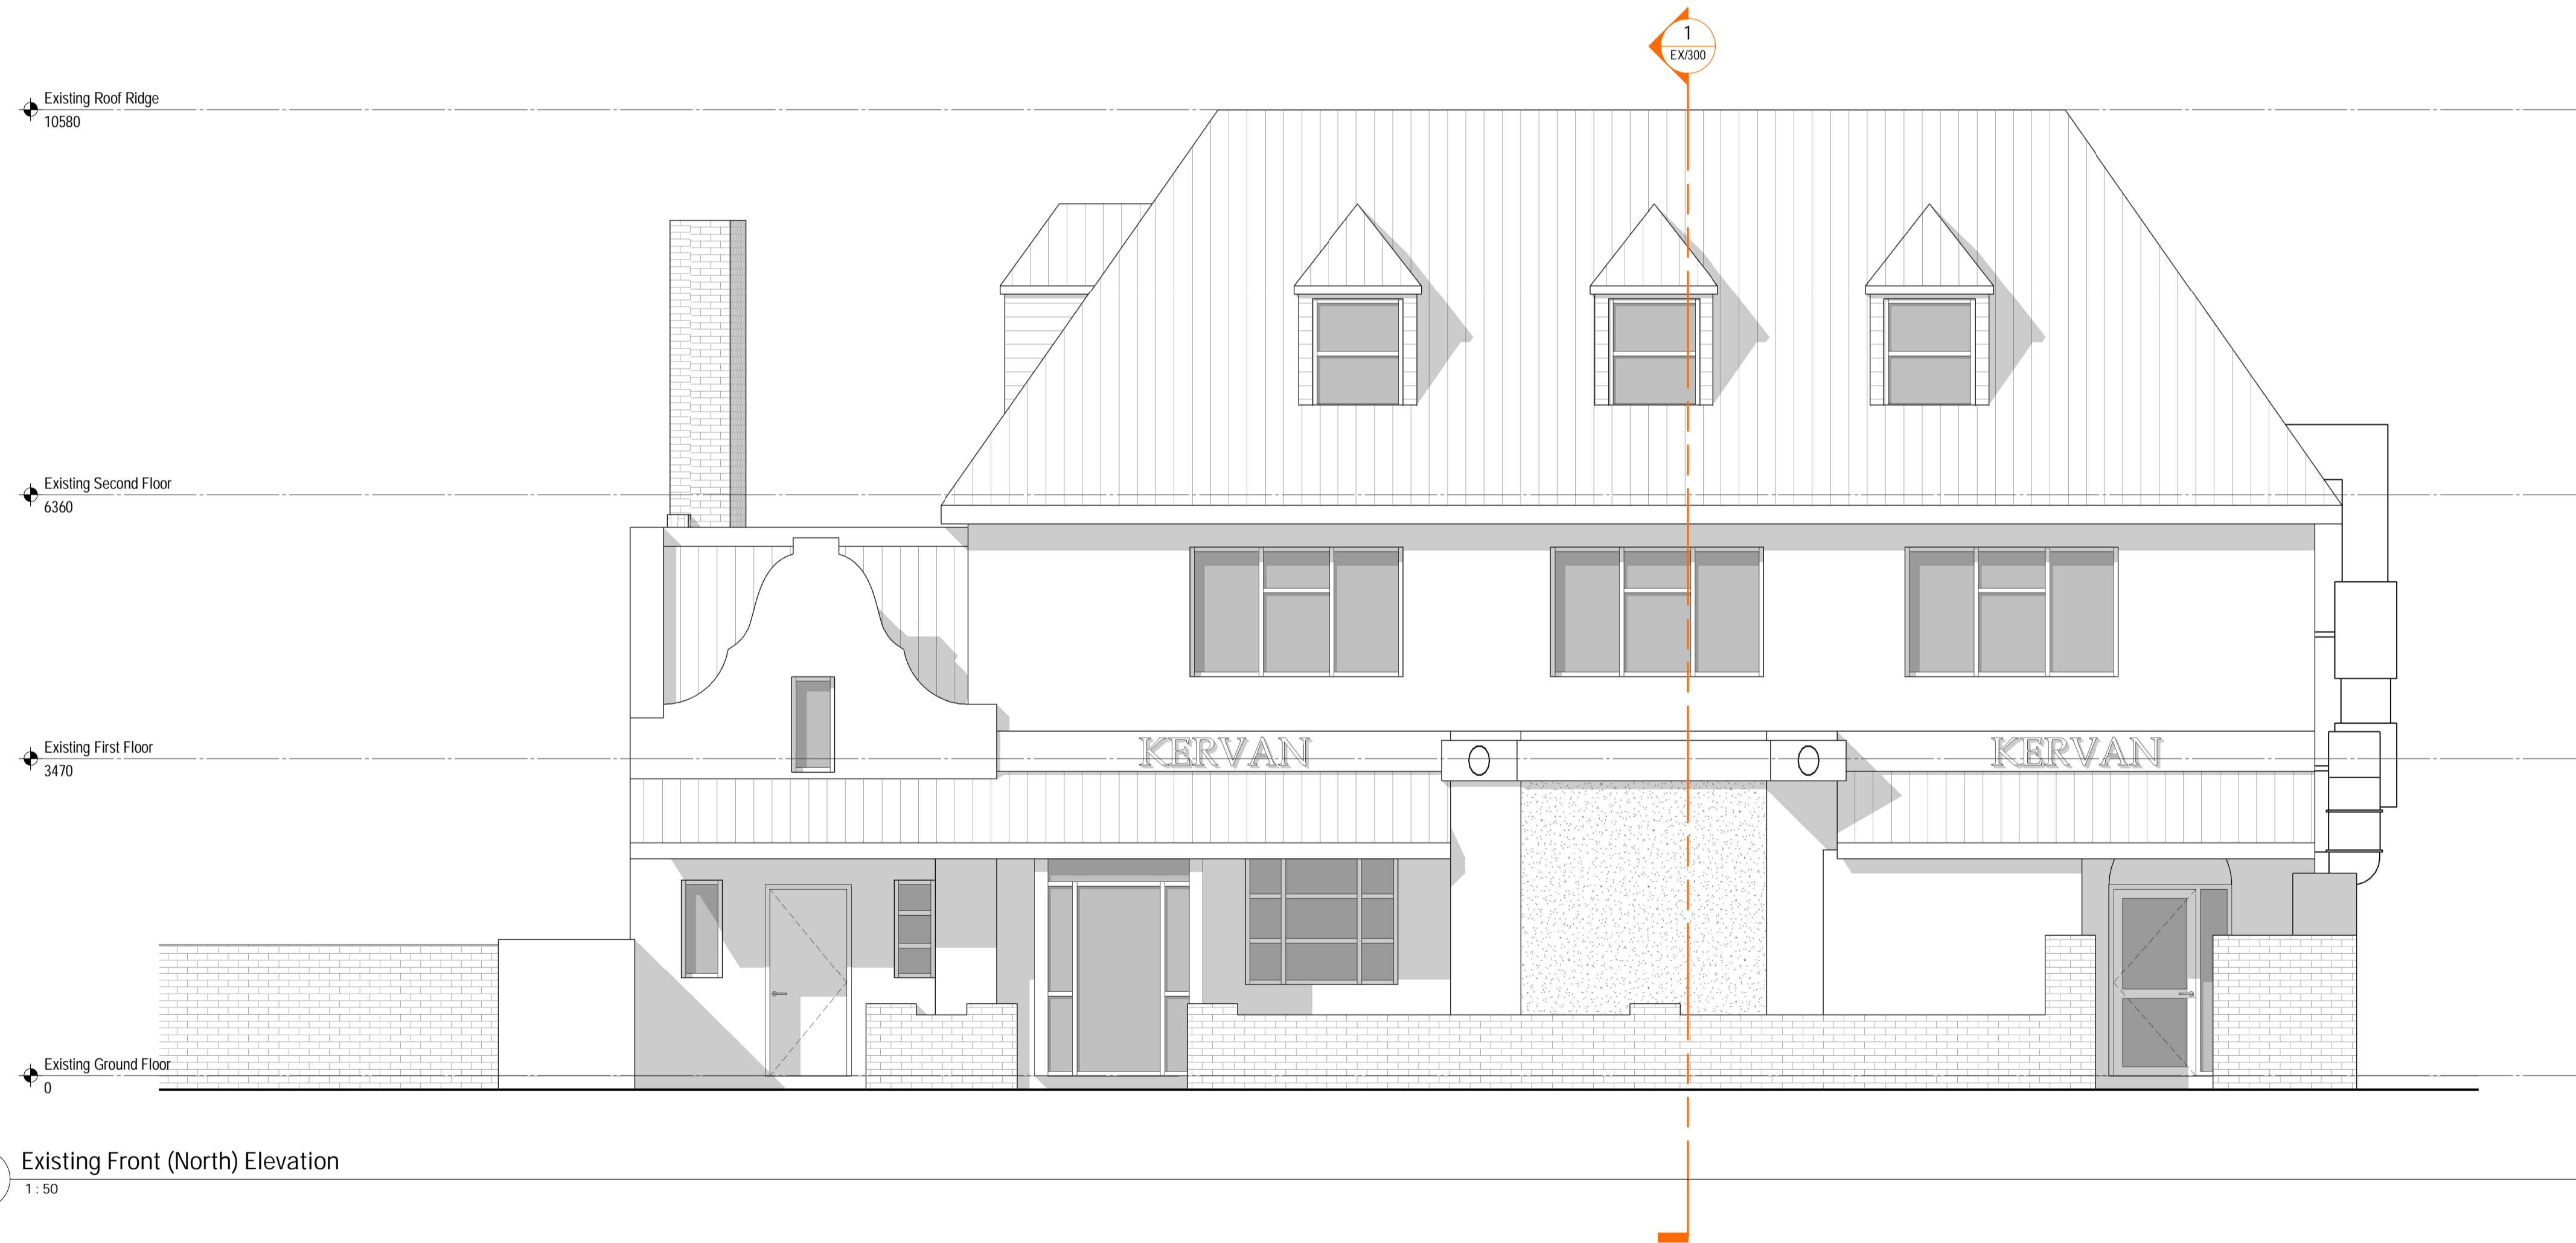 1
EX/300
Existing Roof Ridge
10580
Existing Second Floor
6360
Existing First Floor
3470
KERVAN
KERVAN
Existing Ground Floor
0
Existing Front (North) Elevation
1 : 50